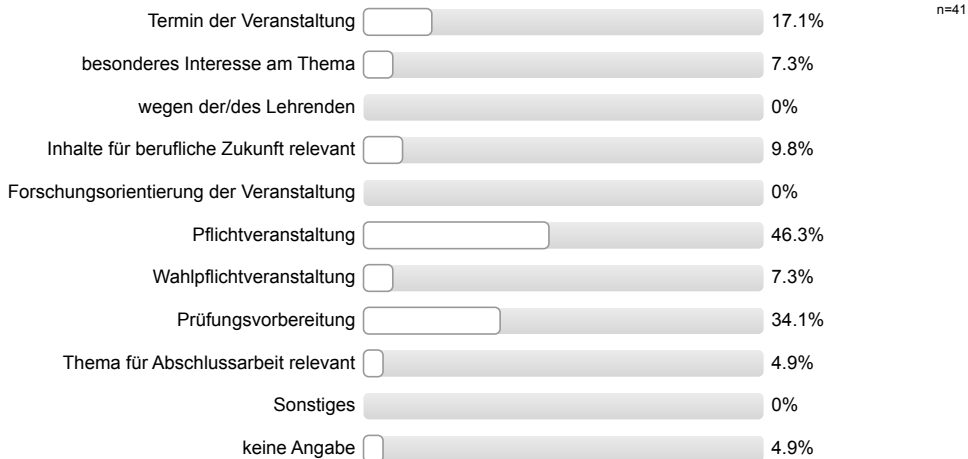 n=41
Termin der Veranstaltung 17.1%
besonderes Interesse am Thema 7.3%
wegen der/des Lehrenden 0%
Inhalte für berufliche Zukunft relevant 9.8%
Forschungsorientierung der Veranstaltung 0%
Pflichtveranstaltung 46.3%
Wahlpflichtveranstaltung 7.3%
Prüfungsvorbereitung 34.1%
Thema für Abschlussarbeit relevant 4.9%
Sonstiges 0%
keine Angabe 4.9%